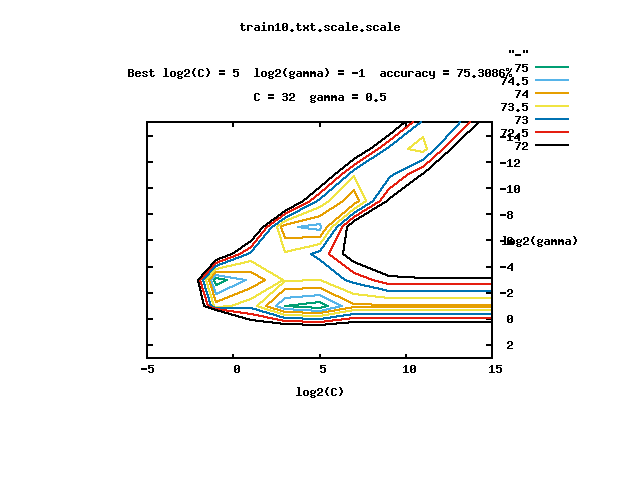 train10.txt.scale.scale
"-"
Best log2(C) = 5 log2(gamma) = -1 accuracy = 75.3086%
75
74.5
C = 32 gamma = 0.5
74
73.5
73
72.5
72
-14
-12
-10
-8
-6
log2(gamma)
-4
-2
0
2
-5 0 5 10 15
log2(C)